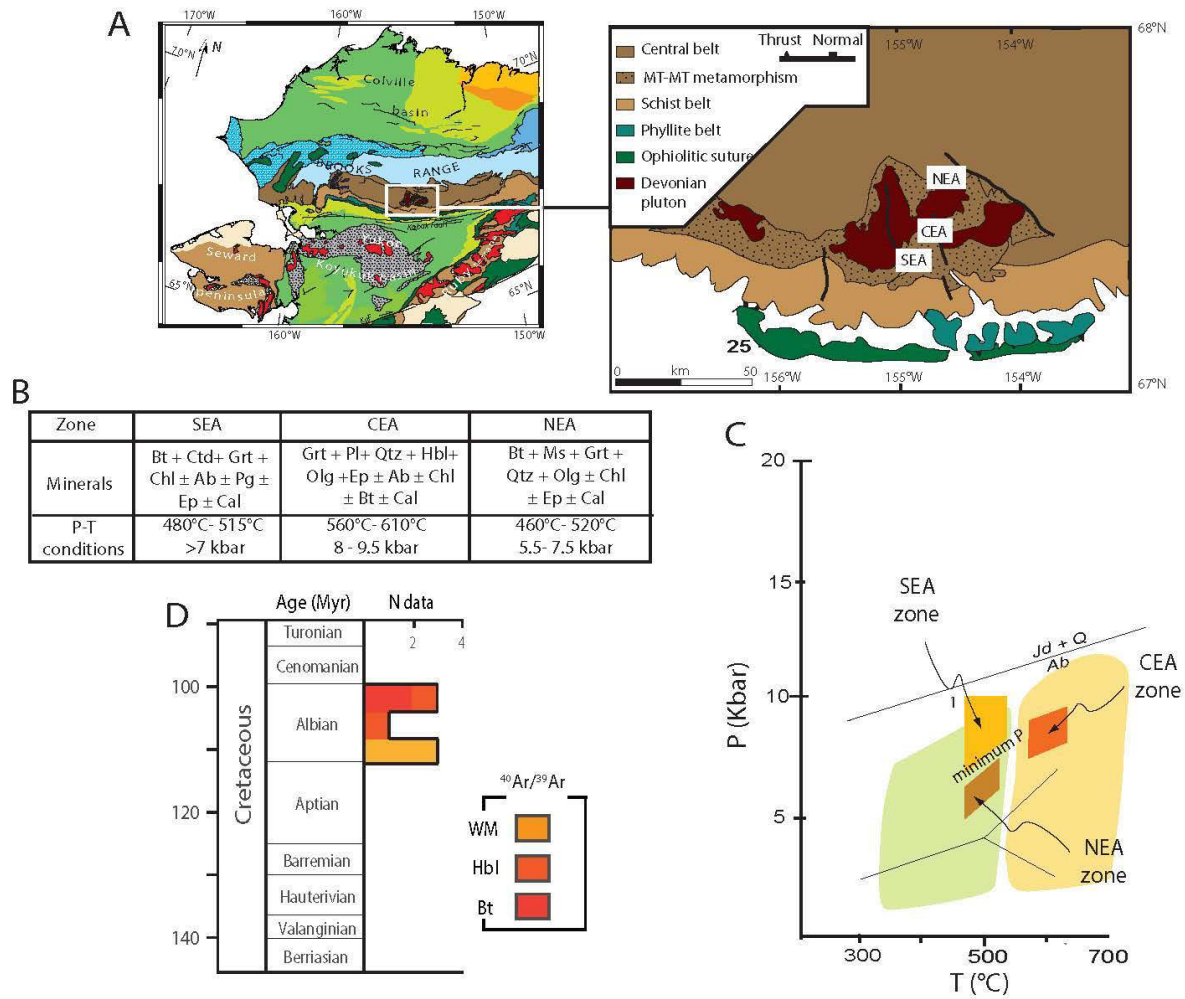 A
170°W
160°W
150°W
70°N
N
70°N
Colville
basin
BROOKS
RANGE
Kobuk fault
Seward
Koyukuk
65°N
peninsula
65°N
160°W
150°W
Central belt
MT-MT metamorphism
Schist belt
Phyllite belt
Ophiolitic suture
Devonian
pluton
Thrust Normal
155°W
154°W
68°N
NEA
CEA
SEA
25
0 km 50
156°W
155°W
154°W
67°N
B
Zone SEA CEA NEA
Minerals
Bt + Ctd+ Grt +
Chl ± Ab ± Pg ±
Ep ± Cal
Grt + Pl+ Qtz + Hbl+
Olg +Ep ± Ab ± Chl
± Bt ± Cal
Bt + Ms + Grt +
Qtz + Olg ± Chl
± Ep ± Cal
P-T
conditions
480°C- 515°C
>7 kbar
560°C- 610°C
8 - 9.5 kbar
460°C- 520°C
5.5- 7.5 kbar
C
20
15
10
5
P (Kbar)
SEA
zone
Jd + Q
Ab
1
CEA
zone
minimum P
NEA
zone
300
500
700
T (°C)
D
Age (Myr)
N data
2
4
Turonian
Cenomanian
100
Albian
Cretaceous
Aptian
120
Barremian
Hauterivian
Valanginian
140
Berriasian
⁴⁰Ar/³⁹Ar
WM
Hbl
Bt